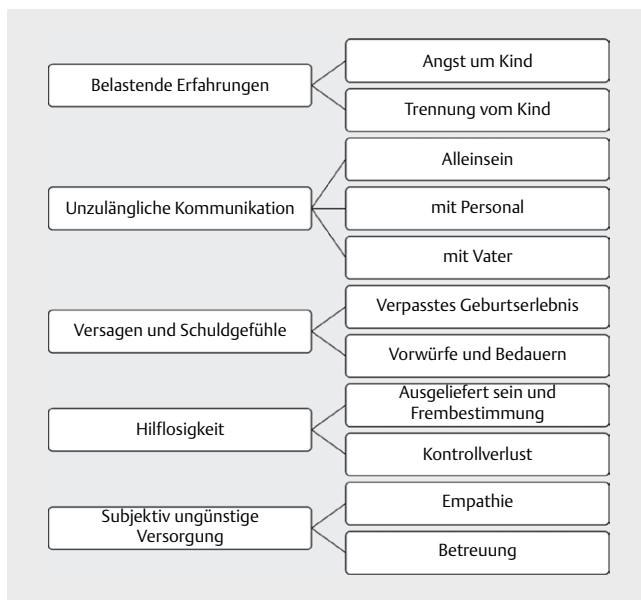 Belastende Erfahrungen
Angst um Kind
Trennung vom Kind
Unzulängliche Kommunikation
Alleinsein
mit Personal
mit Vater
Versagen und Schuldgefühle
Verpasstes Geburtserlebnis
Vorwürfe und Bedauern
Hilflosigkeit
Ausgeliefert sein und
Frembestimmung
Kontrollverlust
Subjektiv ungünstige
Versorgung
Empathie
Betreuung